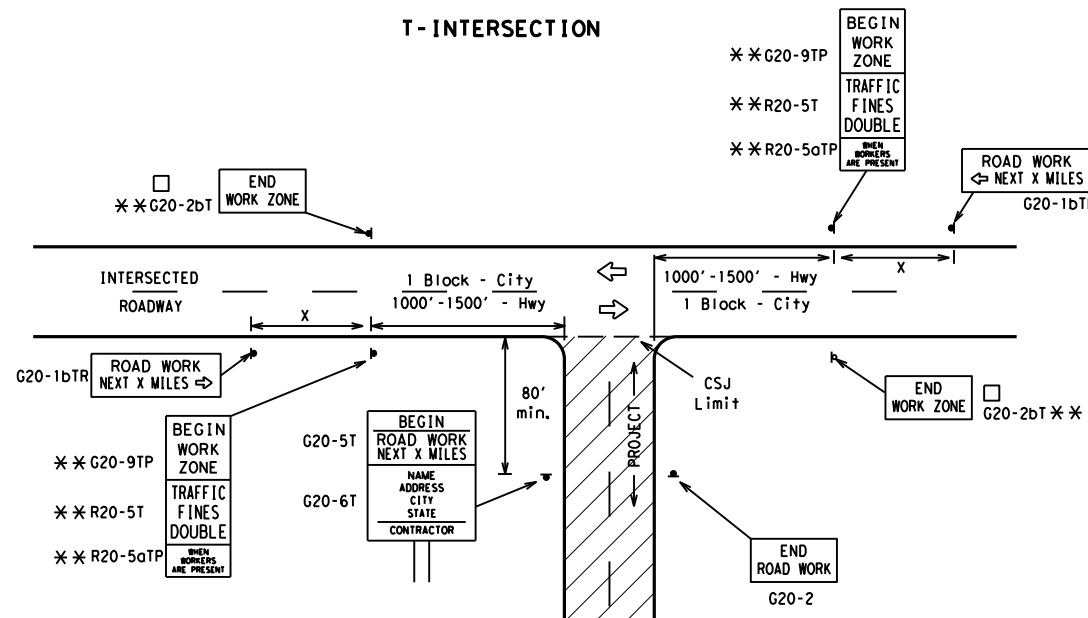 T-INTERSECTION
BEGIN
WORK
ZONE
TRAFFIC
FINES
DOUBLE
WHEN
WORKERS
ARE PRESENT
**G20-9TP
**R20-5T
**R20-5aTP
ROAD WORK
⇦ NEXT X MILES
G20-1bT
□
**G20-2bT
END
WORK ZONE
INTERSECTED
ROADWAY
1 Block - City
1000'-1500' - Hwy
1000'-1500' - Hwy
1 Block - City
X
X
G20-1bTR
ROAD WORK
NEXT X MILES ⇨
80'
min.
CSJ
Limit
PROJECT
END
WORK ZONE
□
G20-2bT **
**G20-9TP
**R20-5T
**R20-5aTP
BEGIN
WORK
ZONE
TRAFFIC
FINES
DOUBLE
WHEN
WORKERS
ARE PRESENT
G20-5T
G20-6T
BEGIN
ROAD WORK
NEXT X MILES
NAME
ADDRESS
CITY
STATE
CONTRACTOR
END
ROAD WORK
G20-2